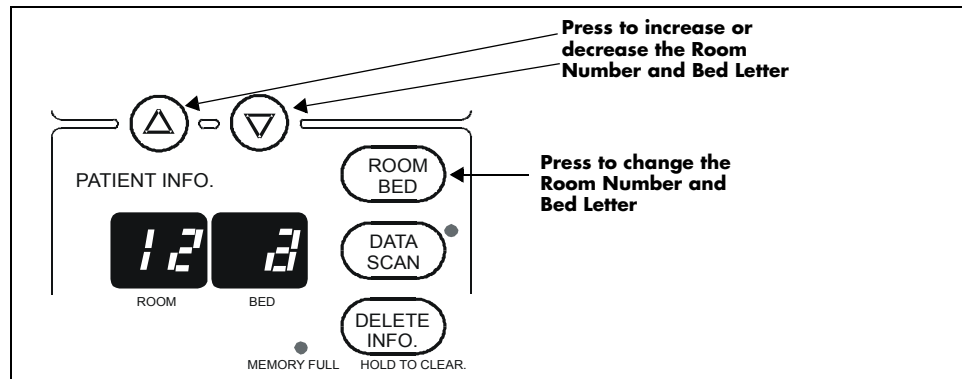 Press to increase or
decrease the Room
Number and Bed Letter
PATIENT INFO.
ROOM
BED
Press to change the
Room Number and
Bed Letter
12 a
ROOM BED
DATA
SCAN
DELETE
INFO.
MEMORY FULL HOLD TO CLEAR.